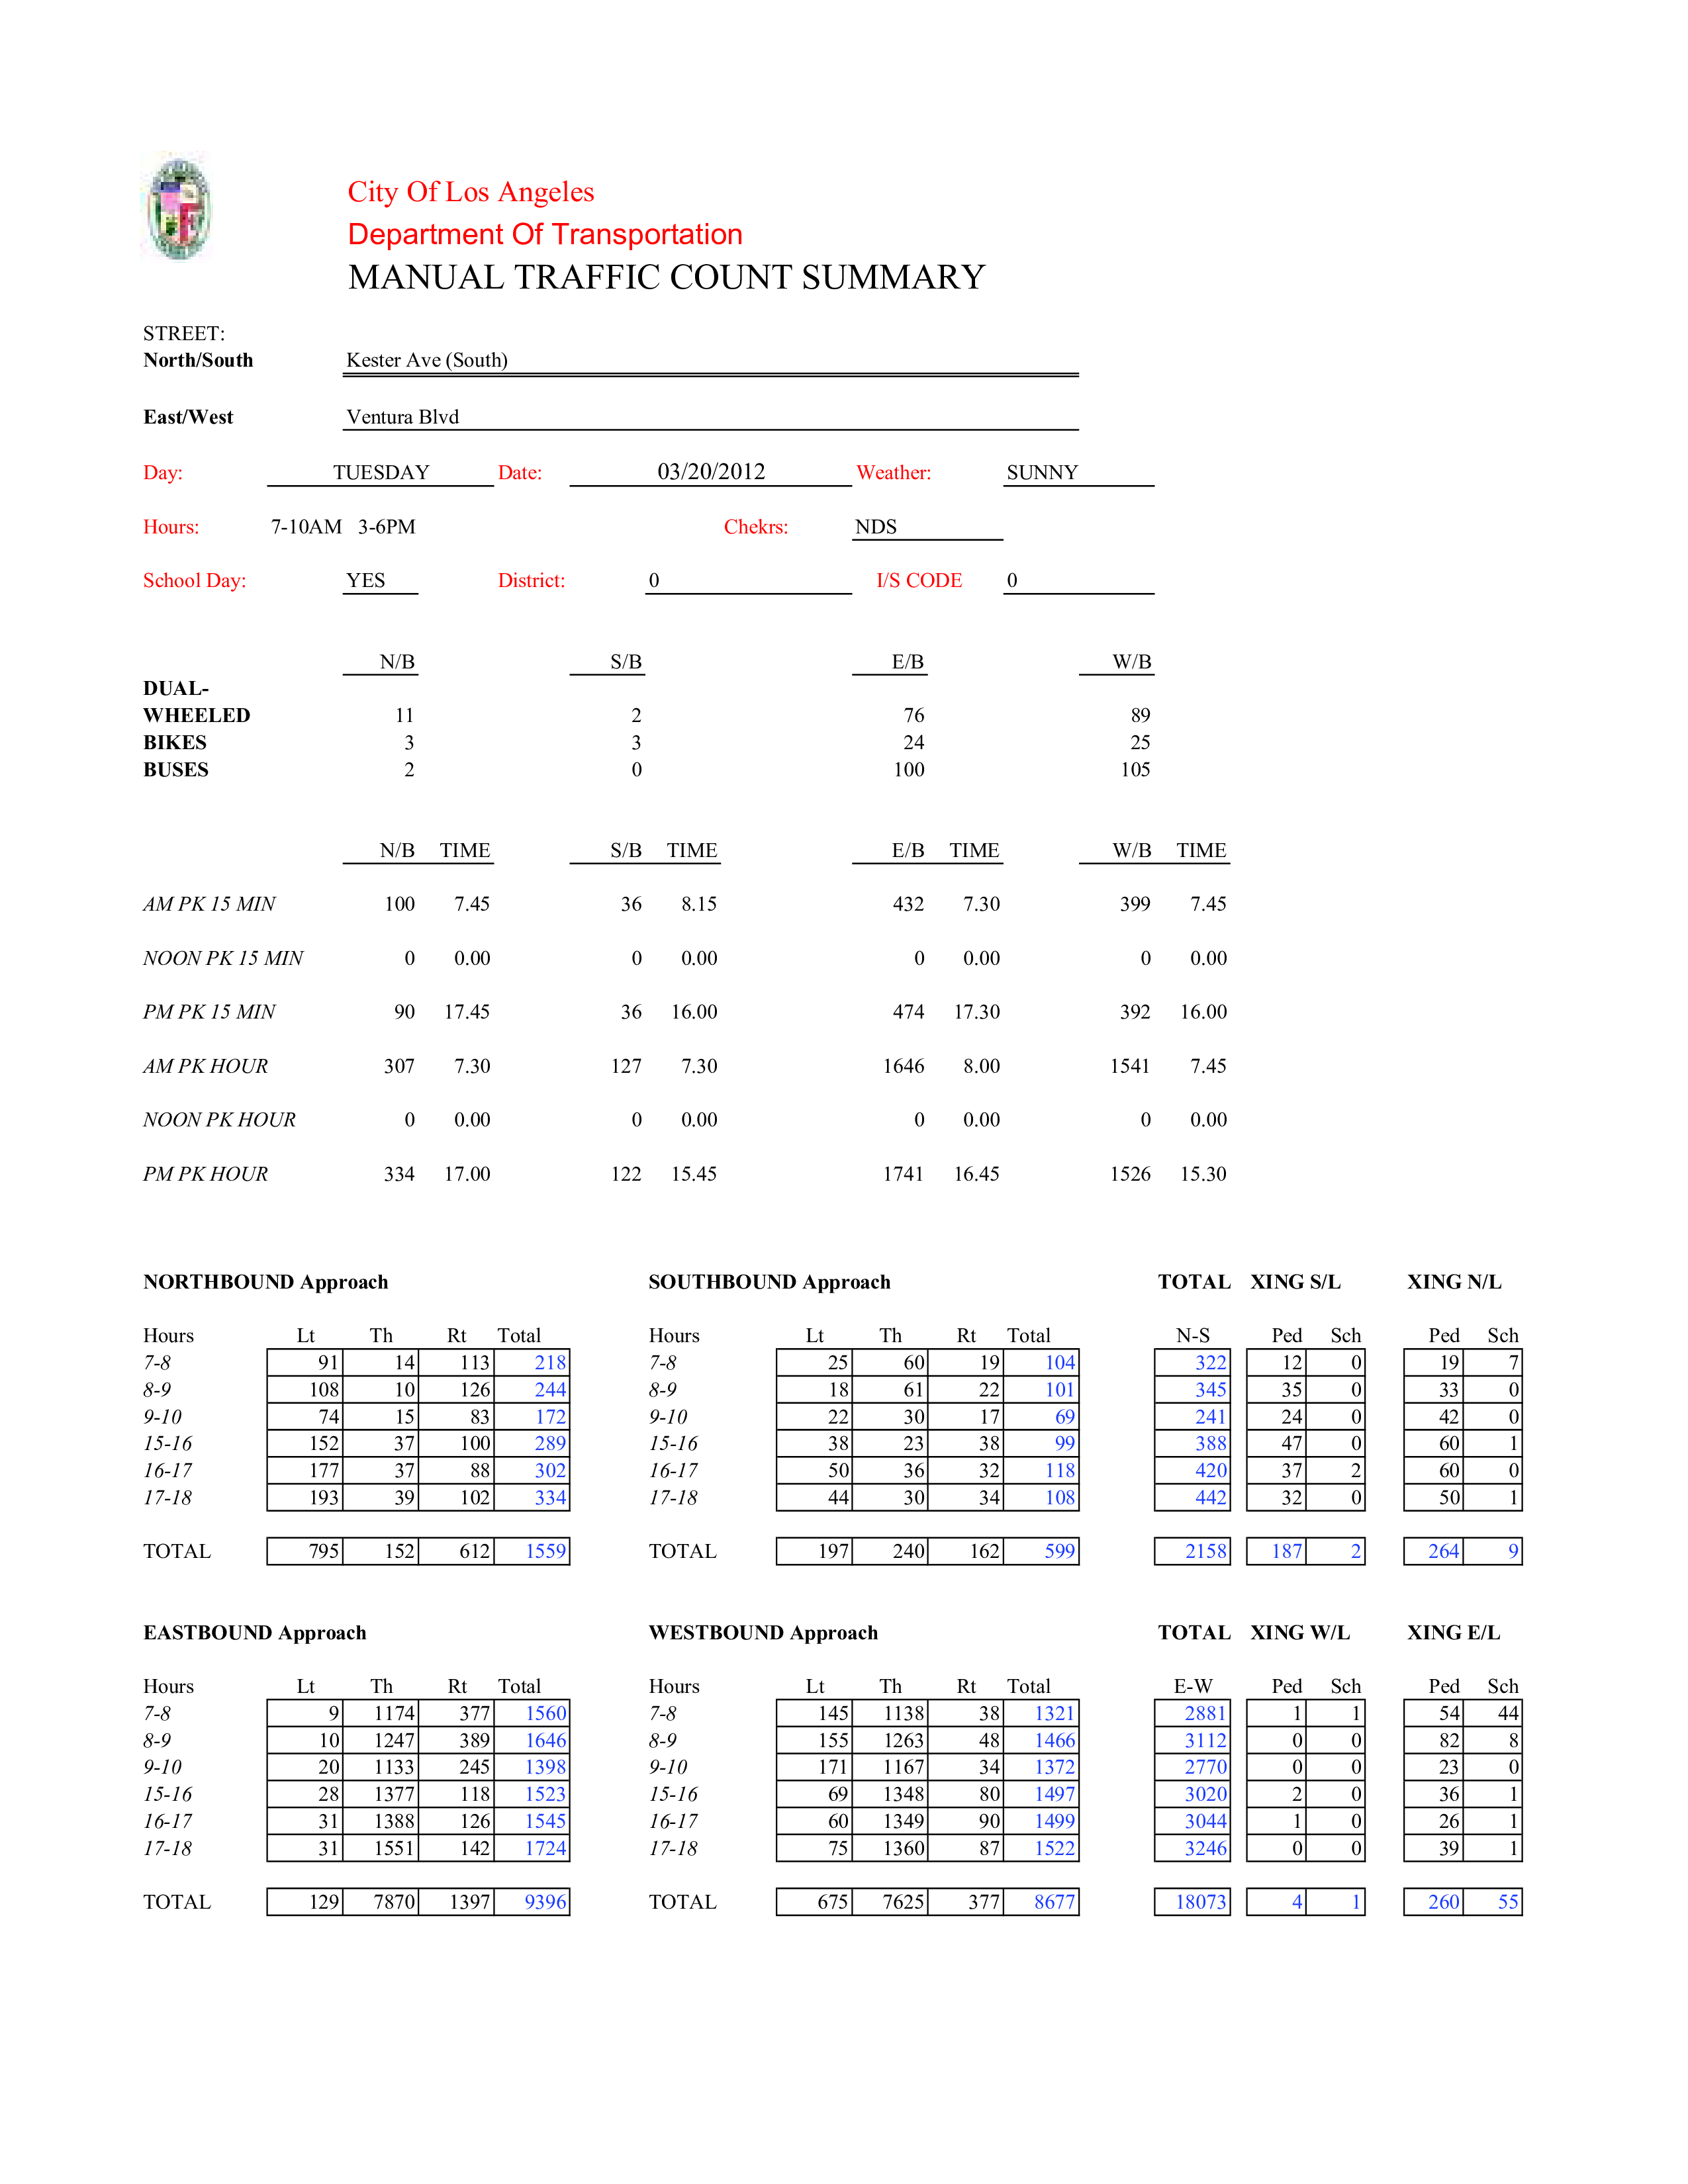 City Of Los Angeles
Department Of Transportation
MANUAL TRAFFIC COUNT SUMMARY
STREET:
North/South Kester Ave (South)
East/West Ventura Blvd
Day: TUESDAY Date: 03/20/2012 Weather: SUNNY
Hours: 7-10AM 3-6PM Chekrs: NDS
School Day: YES District: 0 I/S CODE 0
N/B S/B E/B W/B
DUAL-
WHEELED 11 2 76 89
BIKES 3 3 24 25
BUSES 2 0 100 105
N/B TIME S/B TIME E/B TIME W/B TIME
AM PK 15 MIN 100 7.45 36 8.15 432 7.30 399 7.45
NOON PK 15 MIN 0 0.00 0 0.00 0 0.00 0 0.00
PM PK 15 MIN 90 17.45 36 16.00 474 17.30 392 16.00
AM PK HOUR 307 7.30 127 7.30 1646 8.00 1541 7.45
NOON PK HOUR 0 0.00 0 0.00 0 0.00 0 0.00
PM PK HOUR 334 17.00 122 15.45 1741 16.45 1526 15.30
NORTHBOUND Approach SOUTHBOUND Approach TOTAL XING S/L XING N/L
Hours Lt Th Rt Total Hours Lt Th Rt Total N-S Ped Sch Ped Sch
7-8 91 14 113 218 7-8 25 60 19 104 322 12 0 19 7
8-9 108 10 126 244 8-9 18 61 22 101 345 35 0 33 0
9-10 74 15 83 172 9-10 22 30 17 69 241 24 0 42 0
15-16 152 37 100 289 15-16 38 23 38 99 388 47 0 60 1
16-17 177 37 88 302 16-17 50 36 32 118 420 37 2 60 0
17-18 193 39 102 334 17-18 44 30 34 108 442 32 0 50 1
TOTAL 795 152 612 1559 TOTAL 197 240 162 599 2158 187 2 264 9
EASTBOUND Approach WESTBOUND Approach TOTAL XING W/L XING E/L
Hours Lt Th Rt Total Hours Lt Th Rt Total E-W Ped Sch Ped Sch
7-8 9 1174 377 1560 7-8 145 1138 38 1321 2881 1 1 54 44
8-9 10 1247 389 1646 8-9 155 1263 48 1466 3112 0 0 82 8
9-10 20 1133 245 1398 9-10 171 1167 34 1372 2770 0 0 23 0
15-16 28 1377 118 1523 15-16 69 1348 80 1497 3020 2 0 36 1
16-17 31 1388 126 1545 16-17 60 1349 90 1499 3044 1 0 26 1
17-18 31 1551 142 1724 17-18 75 1360 87 1522 3246 0 0 39 1
TOTAL 129 7870 1397 9396 TOTAL 675 7625 377 8677 18073 4 1 260 55